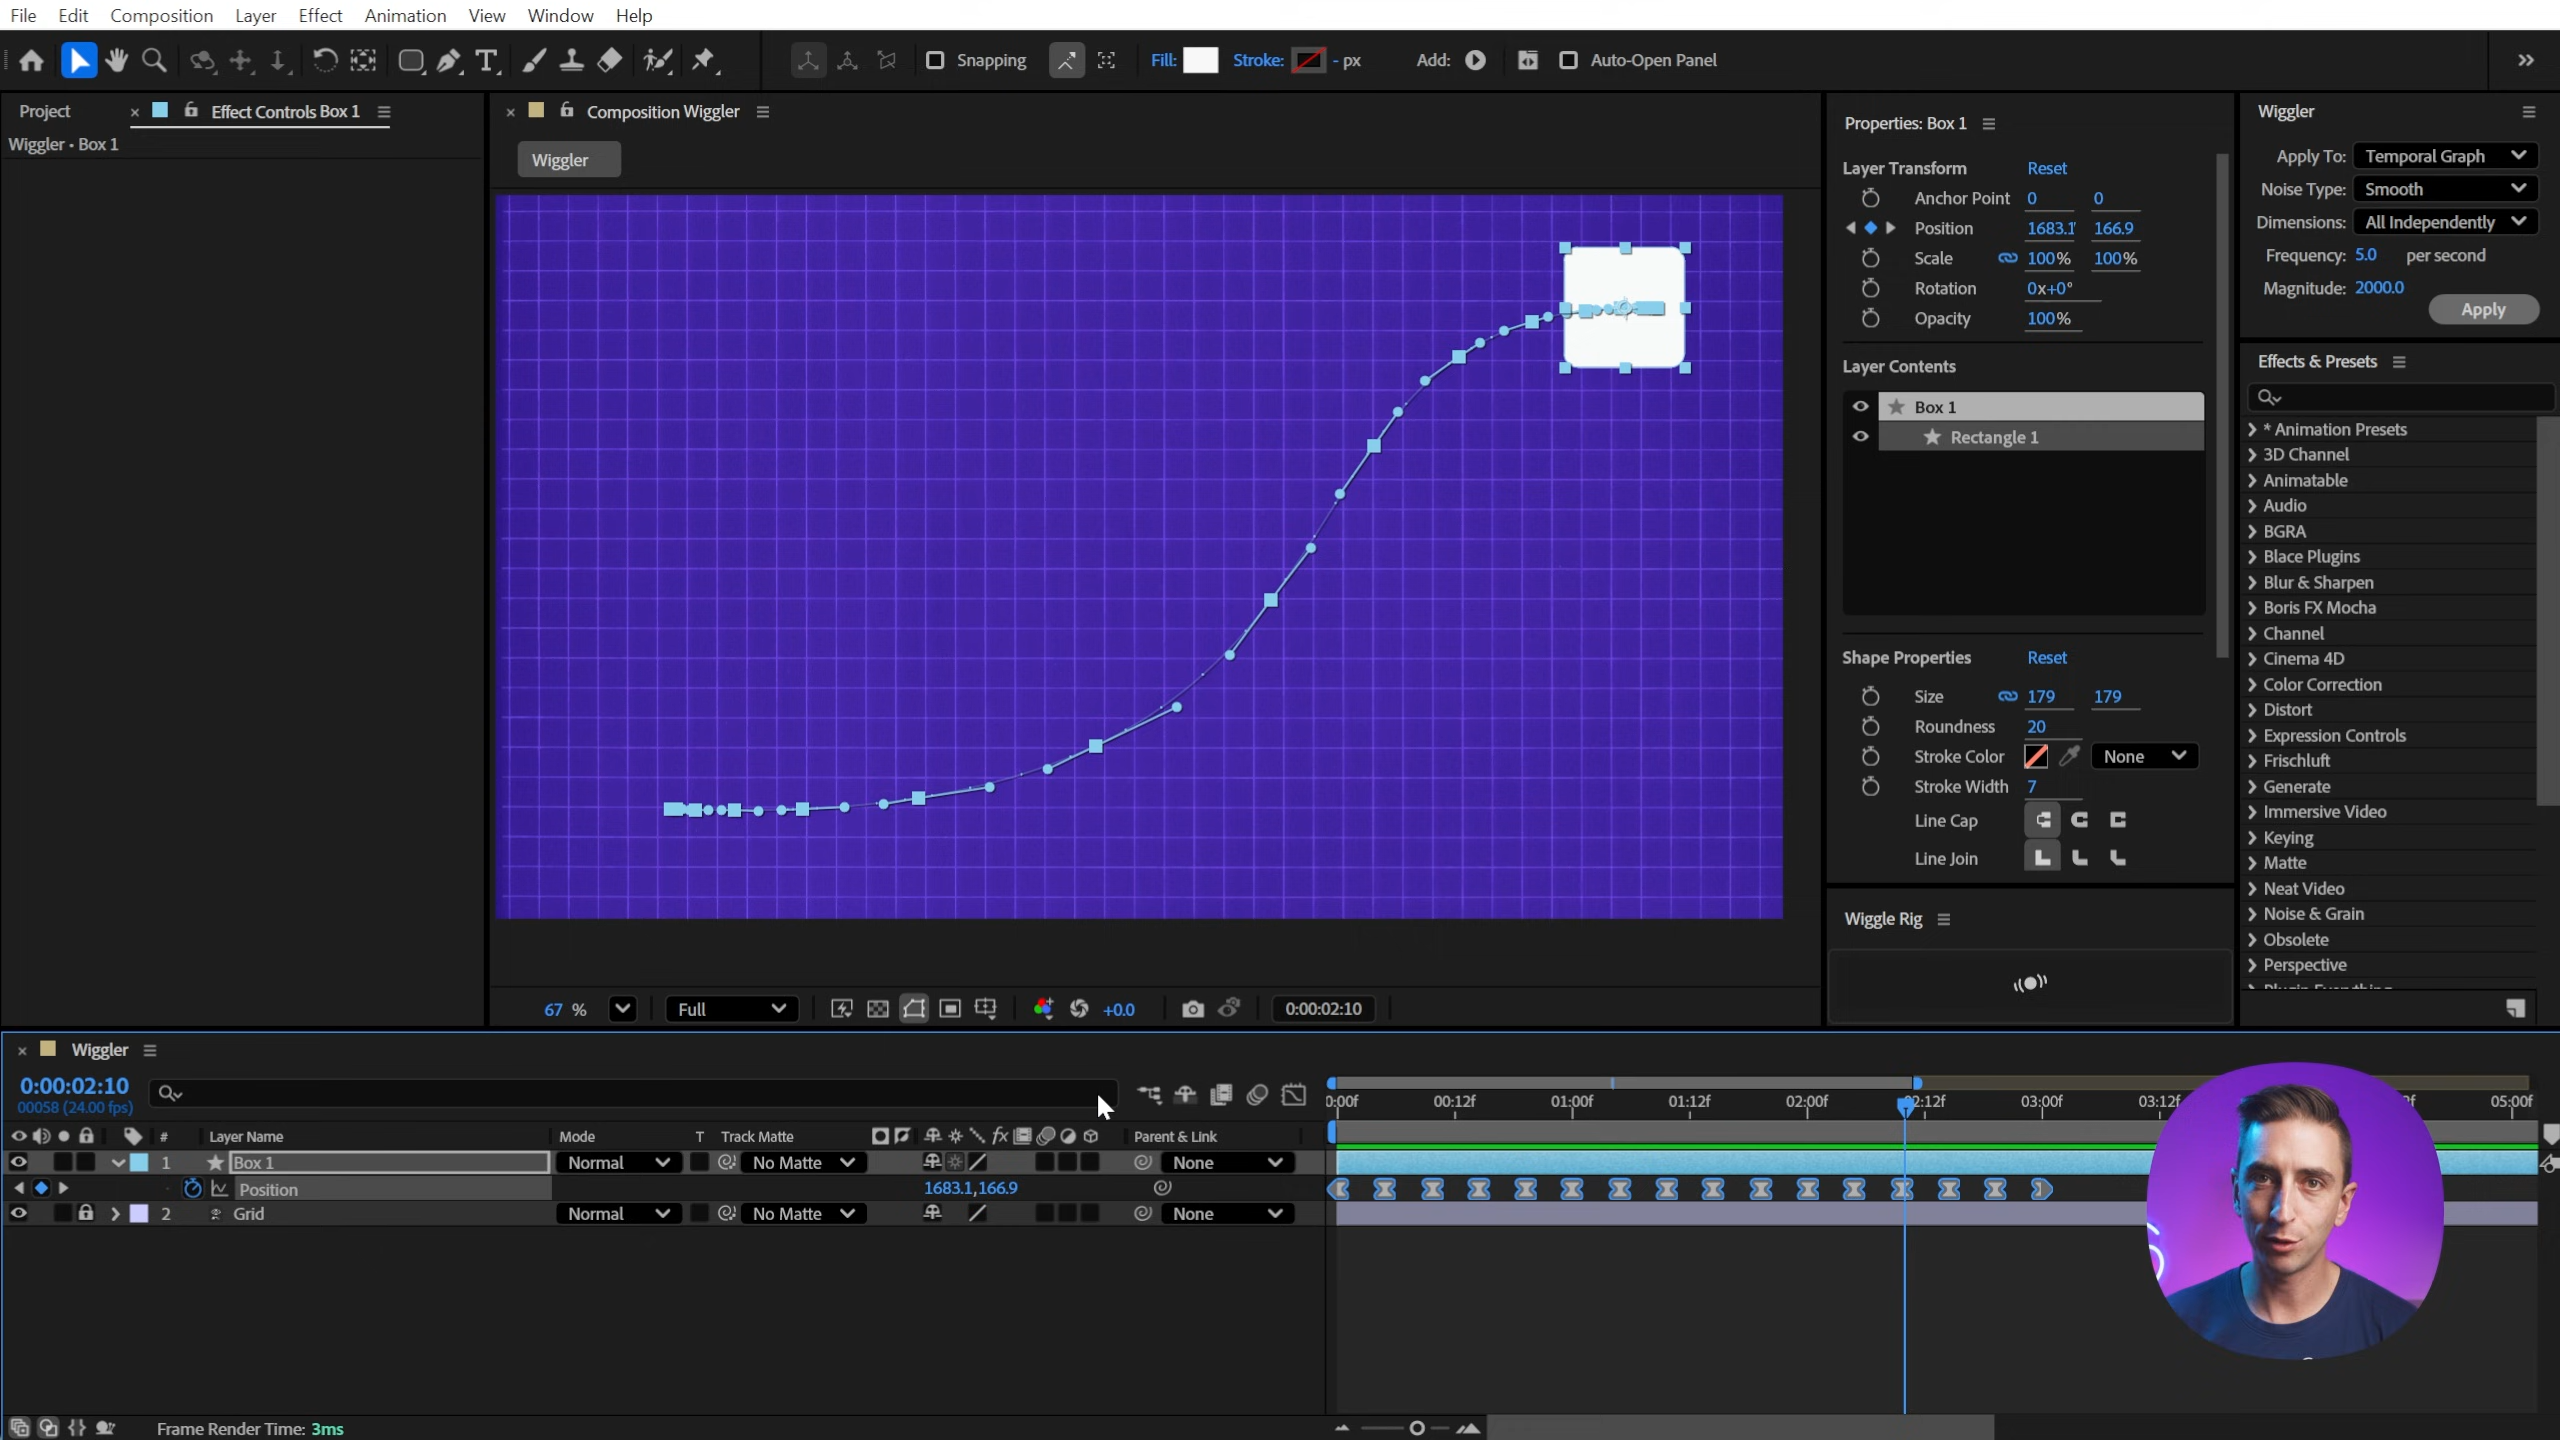 File Edit Composition Layer Effect Animation View Window Help
Snapping Fill: Stroke: - px Add: Auto-Open Panel
Project × Effect Controls Box 1
Wiggler • Box 1
× Composition Wiggler
Wiggler
67 % Full +0.0 0:00:02:10
Properties: Box 1
Layer Transform Reset
Anchor Point 0 0
Position 1683.1 166.9
Scale 100% 100%
Rotation 0x+0°
Opacity 100%
Layer Contents
Box 1
Rectangle 1
Shape Properties Reset
Size 179 179
Roundness 20
Stroke Color None
Stroke Width 7
Line Cap
Line Join
Wiggle Rig
Wiggler
Apply To: Temporal Graph
Noise Type: Smooth
Dimensions: All Independently
Frequency: 5.0 per second
Magnitude: 2000.0
Apply
Effects & Presets
* Animation Presets
3D Channel
Animatable
Audio
BGRA
Blace Plugins
Blur & Sharpen
Boris FX Mocha
Channel
Cinema 4D
Color Correction
Distort
Expression Controls
Frischluft
Generate
Immersive Video
Keying
Matte
Neat Video
Noise & Grain
Obsolete
Perspective
× Wiggler
0:00:02:10
00058 (24.00 fps)
0:00f 00:12f 01:00f 01:12f 02:00f 02:12f 03:00f 03:12f 05:00f
# Layer Name Mode T Track Matte fx Parent & Link
1 Box 1 Normal No Matte None
Position 1683.1,166.9
2 Grid Normal No Matte None
Frame Render Time: 3ms